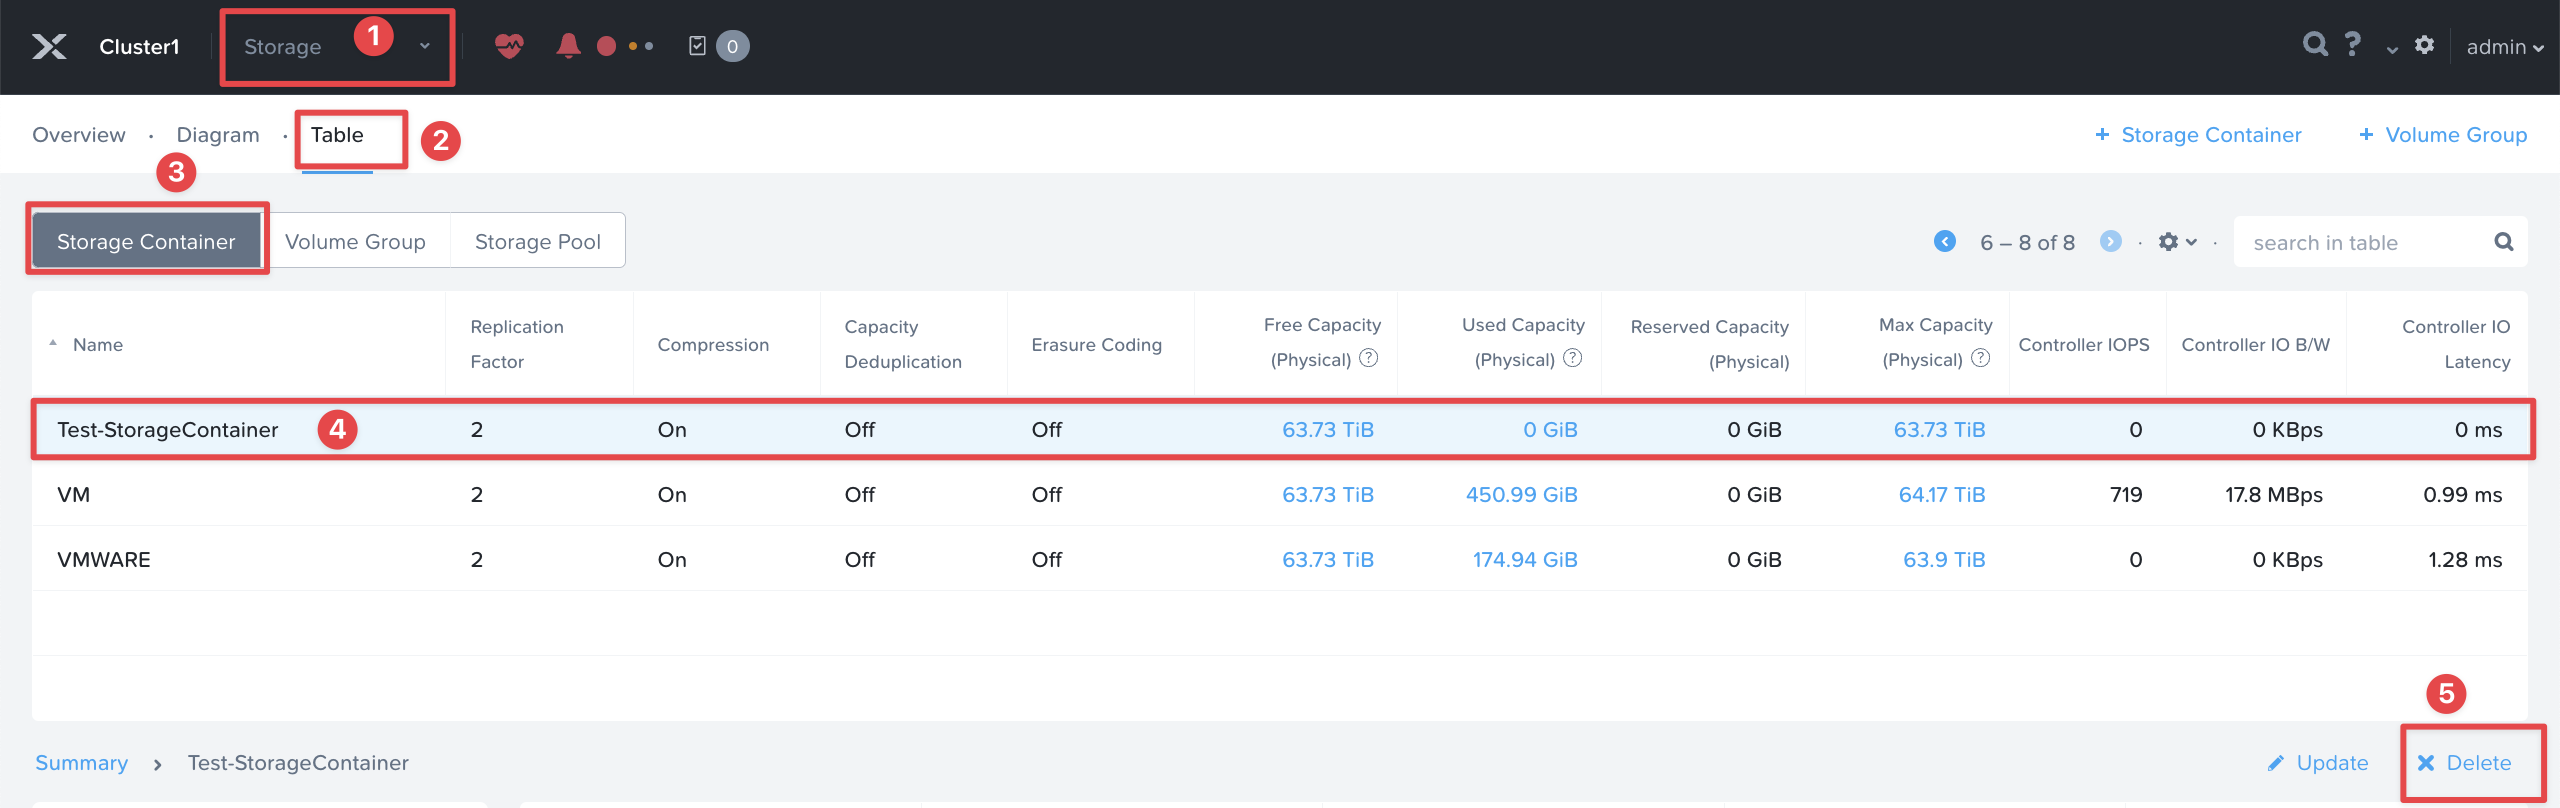 Cluster1 Storage 1 0 admin
Overview · Diagram · Table 2 + Storage Container + Volume Group
3
Storage Container Volume Group Storage Pool 6 – 8 of 8 · · search in table
Name Replication Factor Compression Capacity Deduplication Erasure Coding Free Capacity (Physical) ? Used Capacity (Physical) ? Reserved Capacity (Physical) Max Capacity (Physical) ? Controller IOPS Controller IO B/W Controller IO Latency
Test-StorageContainer 4 2 On Off Off 63.73 TiB 0 GiB 0 GiB 63.73 TiB 0 0 KBps 0 ms
VM 2 On Off Off 63.73 TiB 450.99 GiB 0 GiB 64.17 TiB 719 17.8 MBps 0.99 ms
VMWARE 2 On Off Off 63.73 TiB 174.94 GiB 0 GiB 63.9 TiB 0 0 KBps 1.28 ms
5
Summary > Test-StorageContainer Update Delete